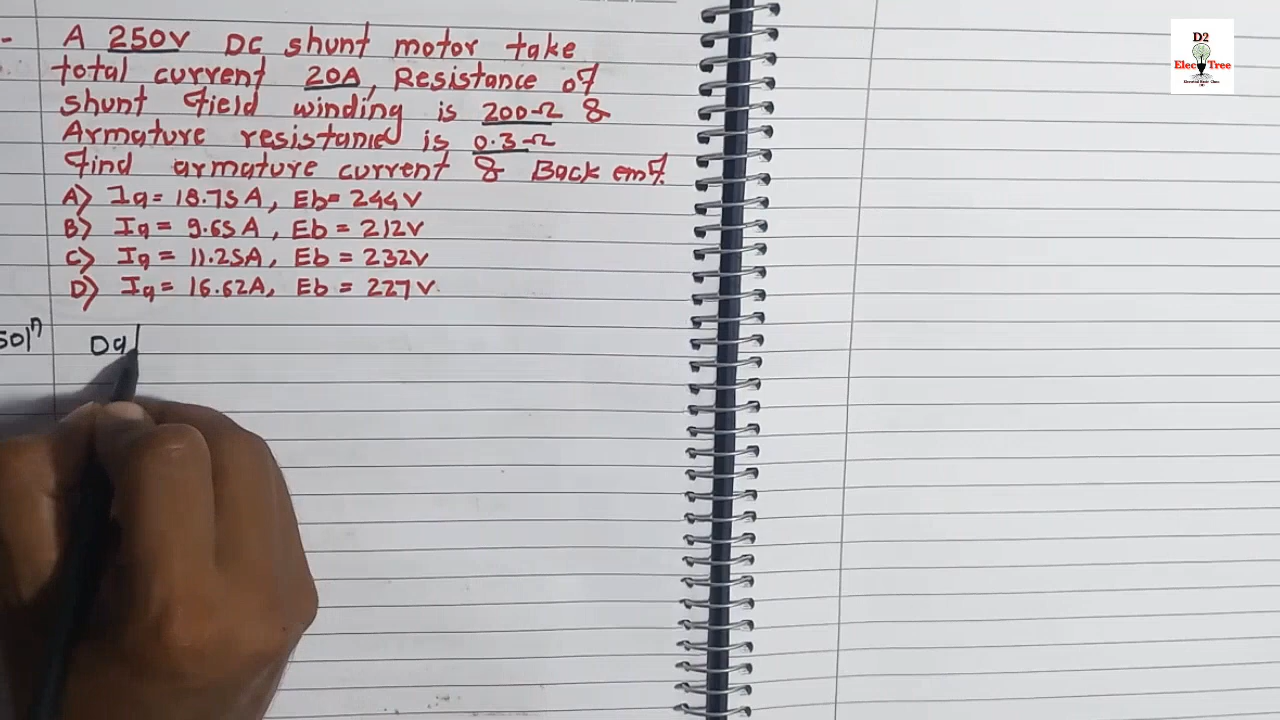 A 250V DC shunt motor take
total current 20A, Resistance of
shunt field winding is 200-Ω &
Armature resistance is 0.3-Ω
find armature current & Back emf.
A) Ia = 18.75A, Eb = 244V
B) Ia = 9.65A, Eb = 212V
C) Ia = 11.25A, Eb = 232V
D) Ia = 16.62A, Eb = 227V.
Solⁿ Da
D2
Elec Tree